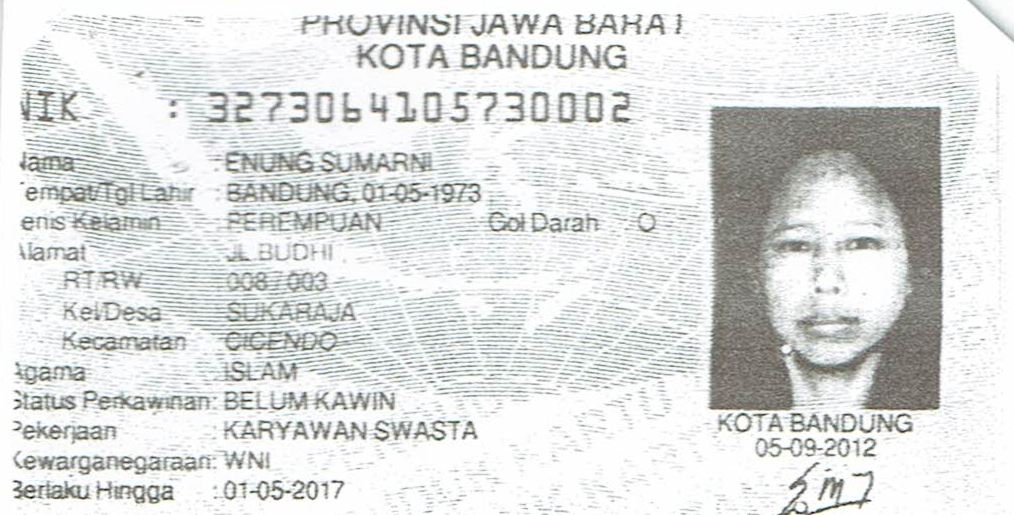 PROVINSI JAWA BARAT
KOTA BANDUNG
NIK : 3273064105730002
Nama : ENUNG SUMARNI
Tempat/Tgl Lahir : BANDUNG, 01-05-1973
Jenis Kelamin : PEREMPUAN Gol Darah O
Alamat : JL.BUDHI
RT/RW : 008 / 003
Kel/Desa : SUKARAJA
Kecamatan : CICENDO
Agama : ISLAM
Status Perkawinan: BELUM KAWIN
Pekerjaan : KARYAWAN SWASTA
Kewarganegaraan: WNI
Berlaku Hingga : 01-05-2017
KOTA BANDUNG
05-09-2012